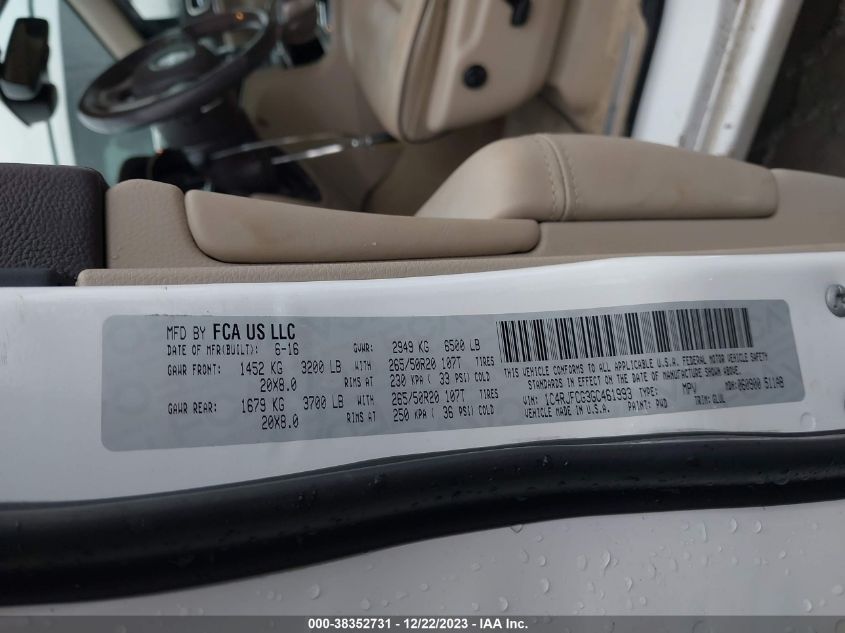 MFD BY FCA US LLC
DATE OF MFR(BUILT): 6-16 GVWR: 2949 KG 6500 LB
GAWR FRONT: 1452 KG 3200 LB WITH 265/50R20 107T TIRES
20X8.0 RIMS AT 230 KPA ( 33 PSI) COLD
GAWR REAR: 1679 KG 3700 LB WITH 265/50R20 107T TIRES
20X8.0 RIMS AT 250 KPA ( 36 PSI) COLD
THIS VEHICLE CONFORMS TO ALL APPLICABLE U.S.A. FEDERAL MOTOR VEHICLE SAFETY
STANDARDS IN EFFECT ON THE DATE OF MANUFACTURE SHOWN ABOVE.
VIN: 1C4RJFCG3GC461993 TYPE: MPV MDH: 060900 511AB
VEHICLE MADE IN U.S.A. PAINT: PWD TRIM: GLUL
000-38352731 - 12/22/2023 - IAA Inc.